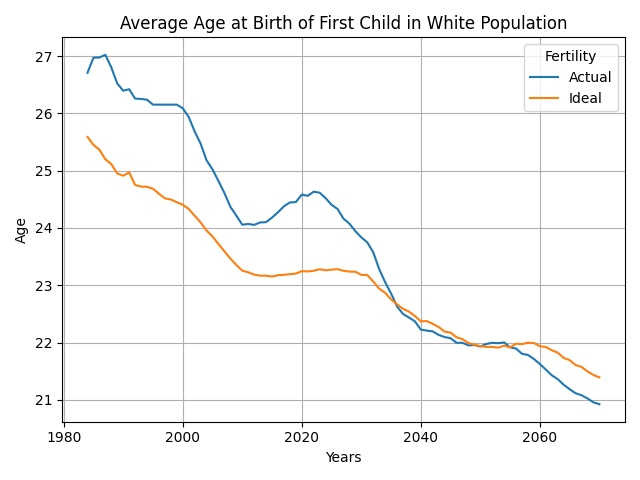 Average Age at Birth of First Child in White Population
Fertility
Actual
Ideal
Age
27
26
25
24
23
22
21
1980
2000
2020
2040
2060
Years